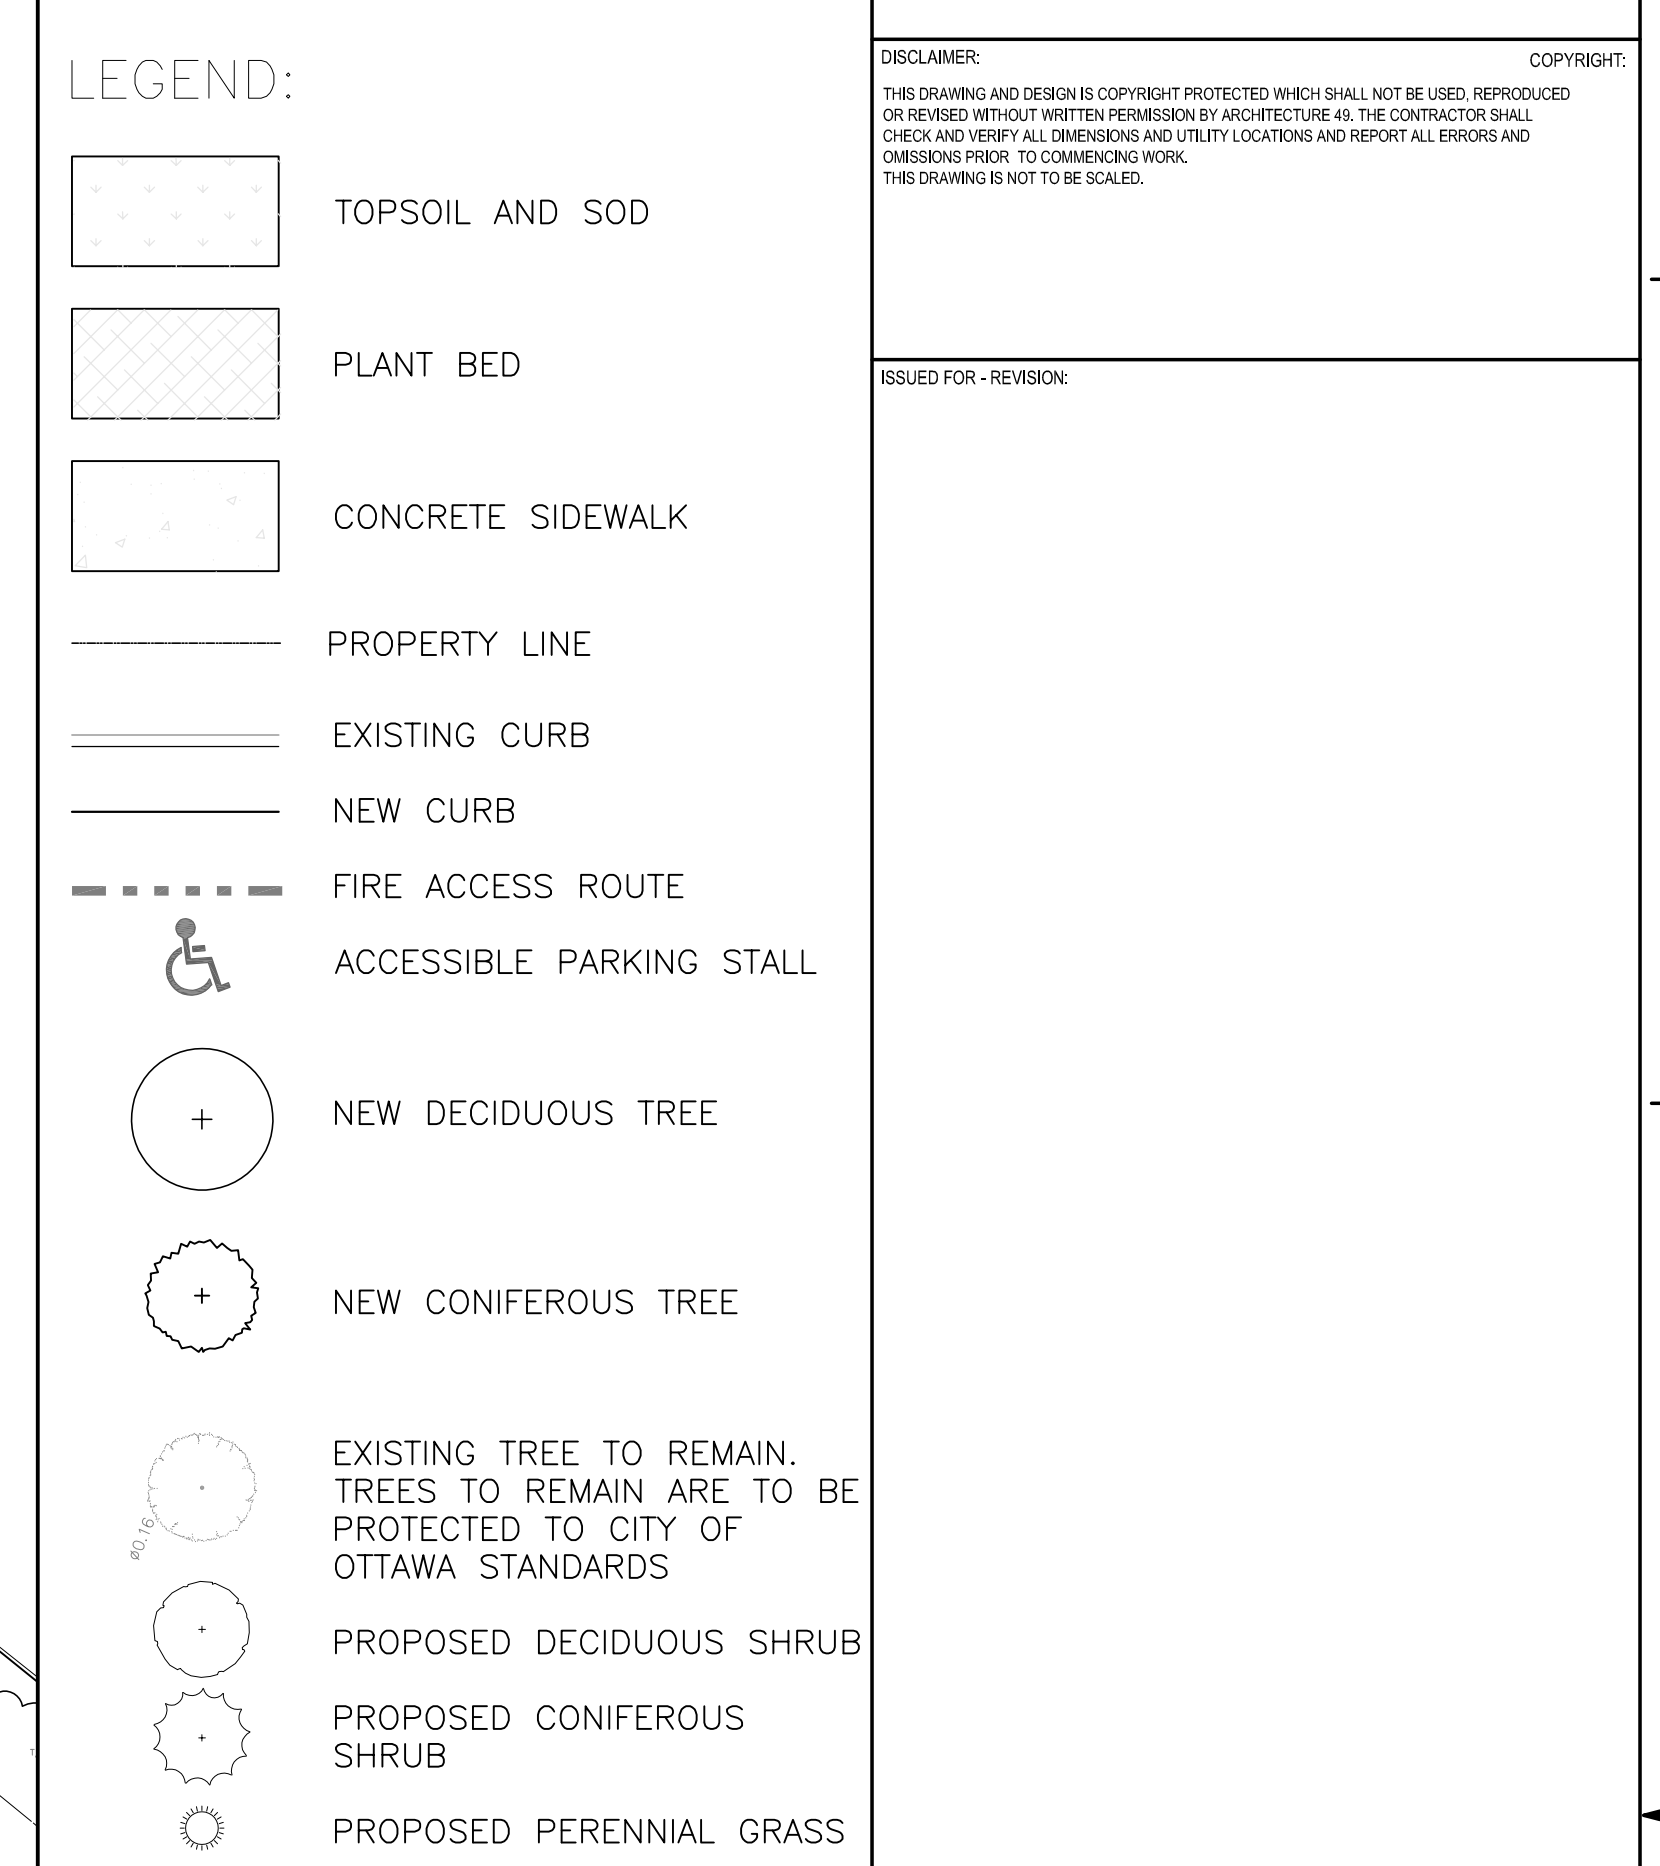 LEGEND:
TOPSOIL AND SOD
PLANT BED
CONCRETE SIDEWALK
PROPERTY LINE
EXISTING CURB
NEW CURB
FIRE ACCESS ROUTE
ACCESSIBLE PARKING STALL
NEW DECIDUOUS TREE
NEW CONIFEROUS TREE
ø0.16
EXISTING TREE TO REMAIN.
TREES TO REMAIN ARE TO BE
PROTECTED TO CITY OF
OTTAWA STANDARDS
PROPOSED DECIDUOUS SHRUB
PROPOSED CONIFEROUS
SHRUB
PROPOSED PERENNIAL GRASS
DISCLAIMER:
COPYRIGHT:
THIS DRAWING AND DESIGN IS COPYRIGHT PROTECTED WHICH SHALL NOT BE USED, REPRODUCED
OR REVISED WITHOUT WRITTEN PERMISSION BY ARCHITECTURE 49. THE CONTRACTOR SHALL
CHECK AND VERIFY ALL DIMENSIONS AND UTILITY LOCATIONS AND REPORT ALL ERRORS AND
OMISSIONS PRIOR TO COMMENCING WORK.
THIS DRAWING IS NOT TO BE SCALED.
ISSUED FOR - REVISION: